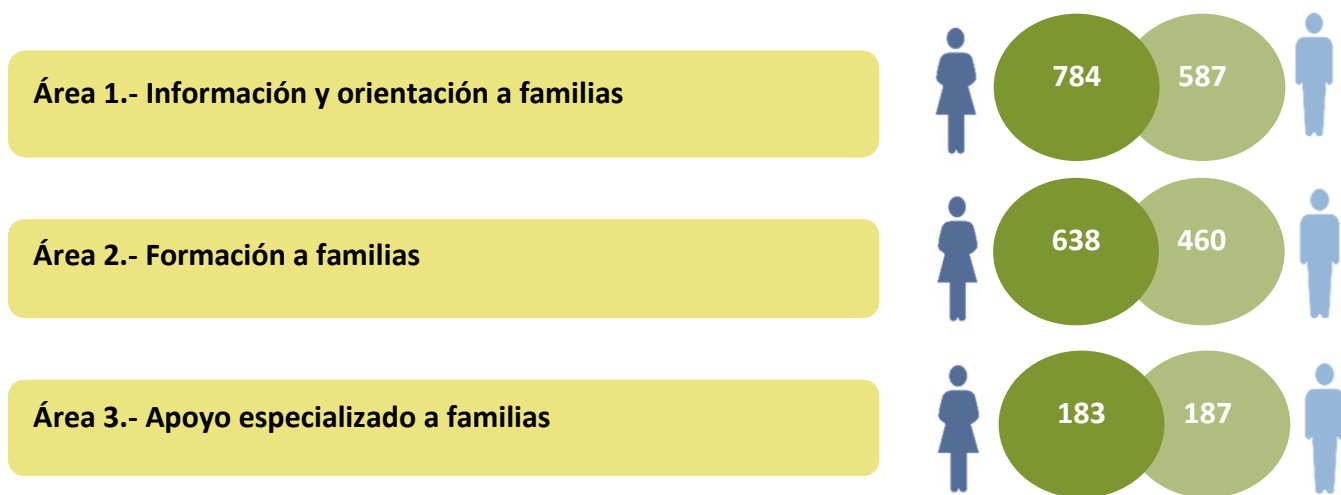 Área 1.- Información y orientación a familias
784 587
Área 2.- Formación a familias
638 460
Área 3.- Apoyo especializado a familias
183 187